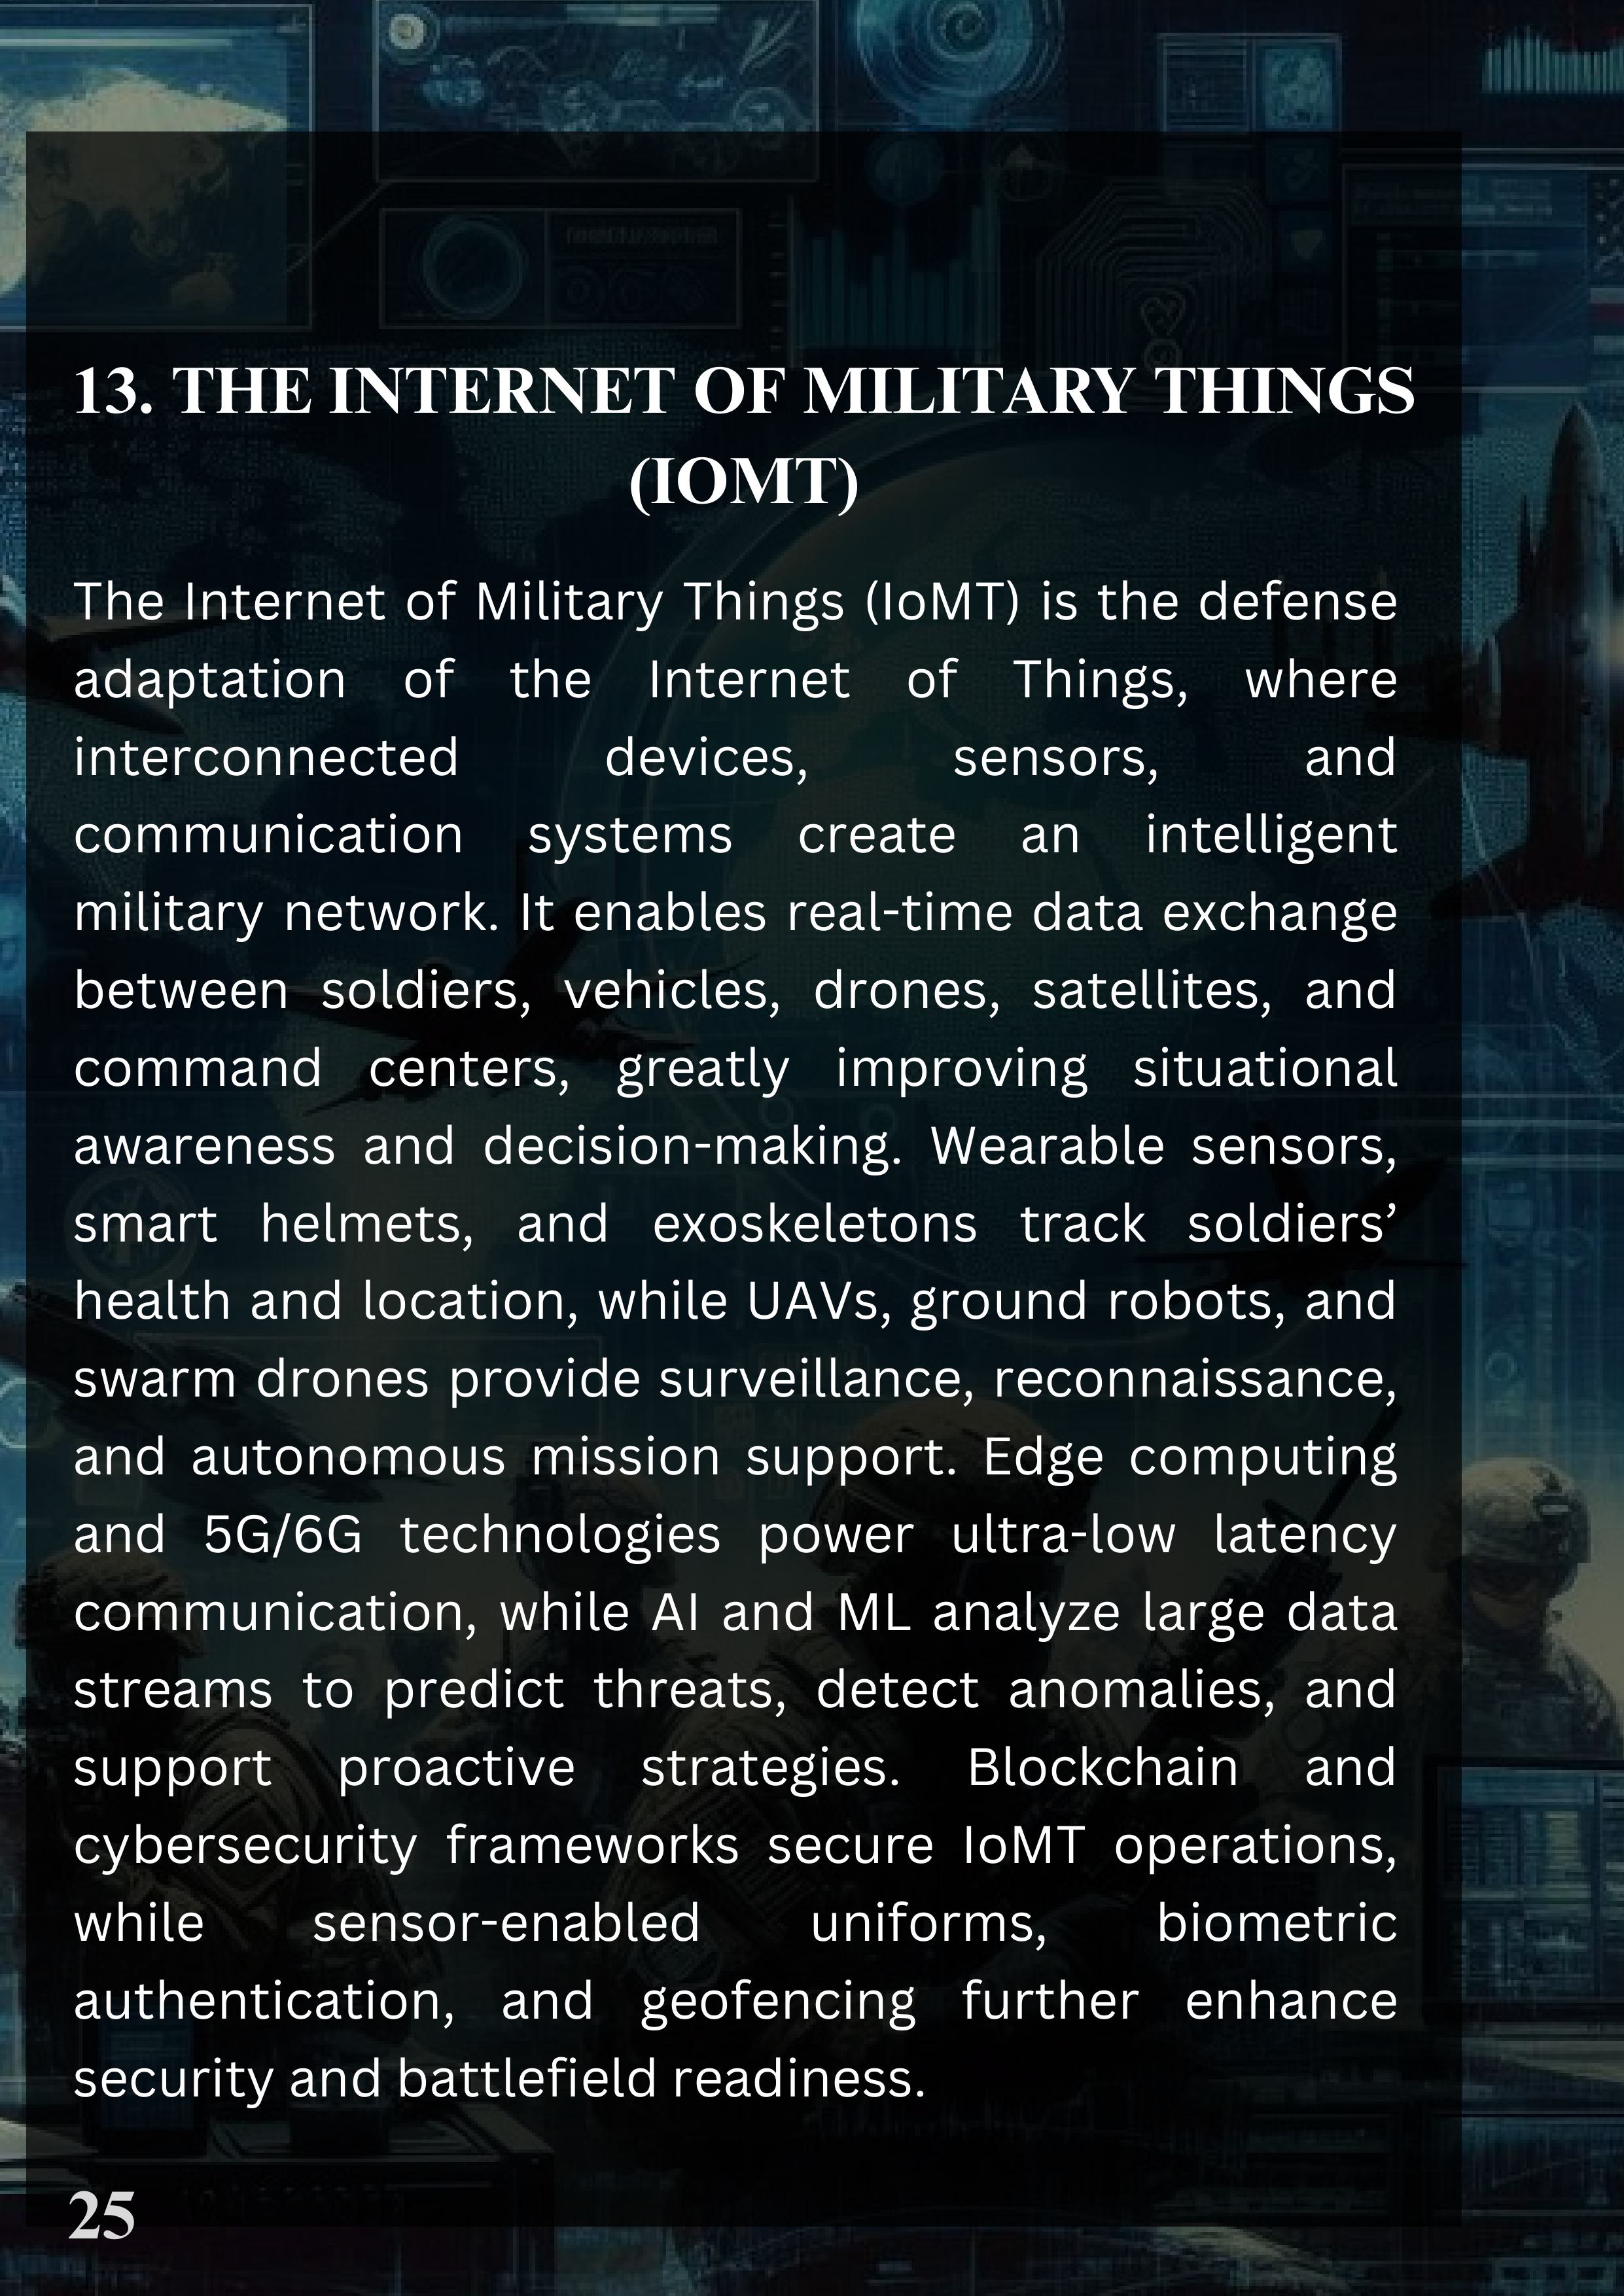 13. THE INTERNET OF MILITARY THINGS
(IOMT)
The Internet of Military Things (IoMT) is the defense
adaptation of the Internet of Things, where
interconnected devices, sensors, and
communication systems create an intelligent
military network. It enables real-time data exchange
between soldiers, vehicles, drones, satellites, and
command centers, greatly improving situational
awareness and decision-making. Wearable sensors,
smart helmets, and exoskeletons track soldiers’
health and location, while UAVs, ground robots, and
swarm drones provide surveillance, reconnaissance,
and autonomous mission support. Edge computing
and 5G/6G technologies power ultra-low latency
communication, while AI and ML analyze large data
streams to predict threats, detect anomalies, and
support proactive strategies. Blockchain and
cybersecurity frameworks secure IoMT operations,
while sensor-enabled uniforms, biometric
authentication, and geofencing further enhance
security and battlefield readiness.
25